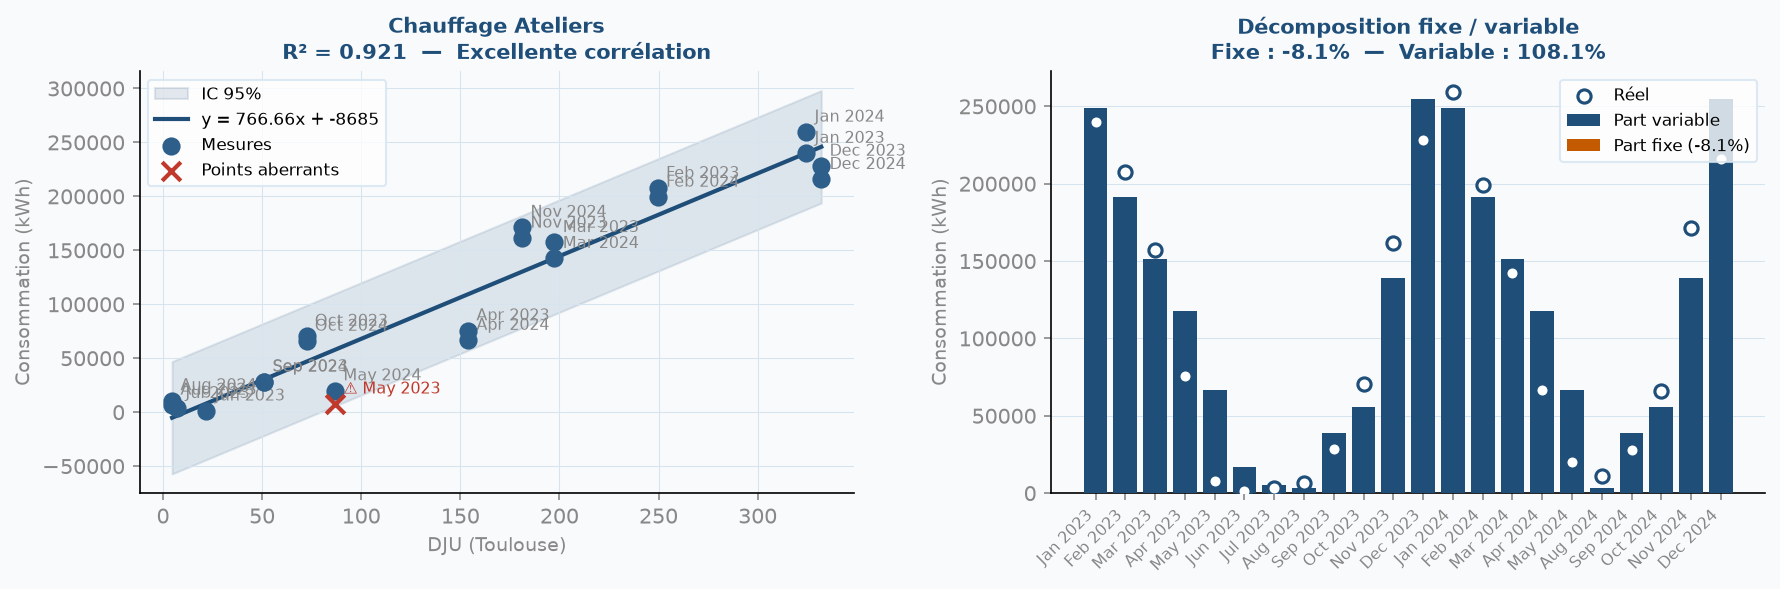 Chauffage Ateliers
R² = 0.921 — Excellente corrélation
IC 95%
y = 766.66x + -8685
Mesures
Points aberrants
Consommation (kWh)
300000
250000
200000
150000
100000
50000
0
−50000
Jan 2024
Jan 2023
Dec 2023
Dec 2024
Feb 2023
Feb 2024
Nov 2024
Nov 2023
Mar 2023
Mar 2024
Apr 2023
Apr 2024
Oct 2023
Oct 2024
Sep 2024
May 2024
⚠ May 2023
Aug 2024
Jun 2023
0
50
100
150
200
250
300
DJU (Toulouse)
Décomposition fixe / variable
Fixe : -8.1% — Variable : 108.1%
Réel
Part variable
Part fixe (-8.1%)
Consommation (kWh)
250000
200000
150000
100000
50000
0
Jan 2023
Feb 2023
Mar 2023
Apr 2023
May 2023
Jun 2023
Jul 2023
Aug 2023
Sep 2023
Oct 2023
Nov 2023
Dec 2023
Jan 2024
Feb 2024
Mar 2024
Apr 2024
May 2024
Aug 2024
Sep 2024
Oct 2024
Nov 2024
Dec 2024